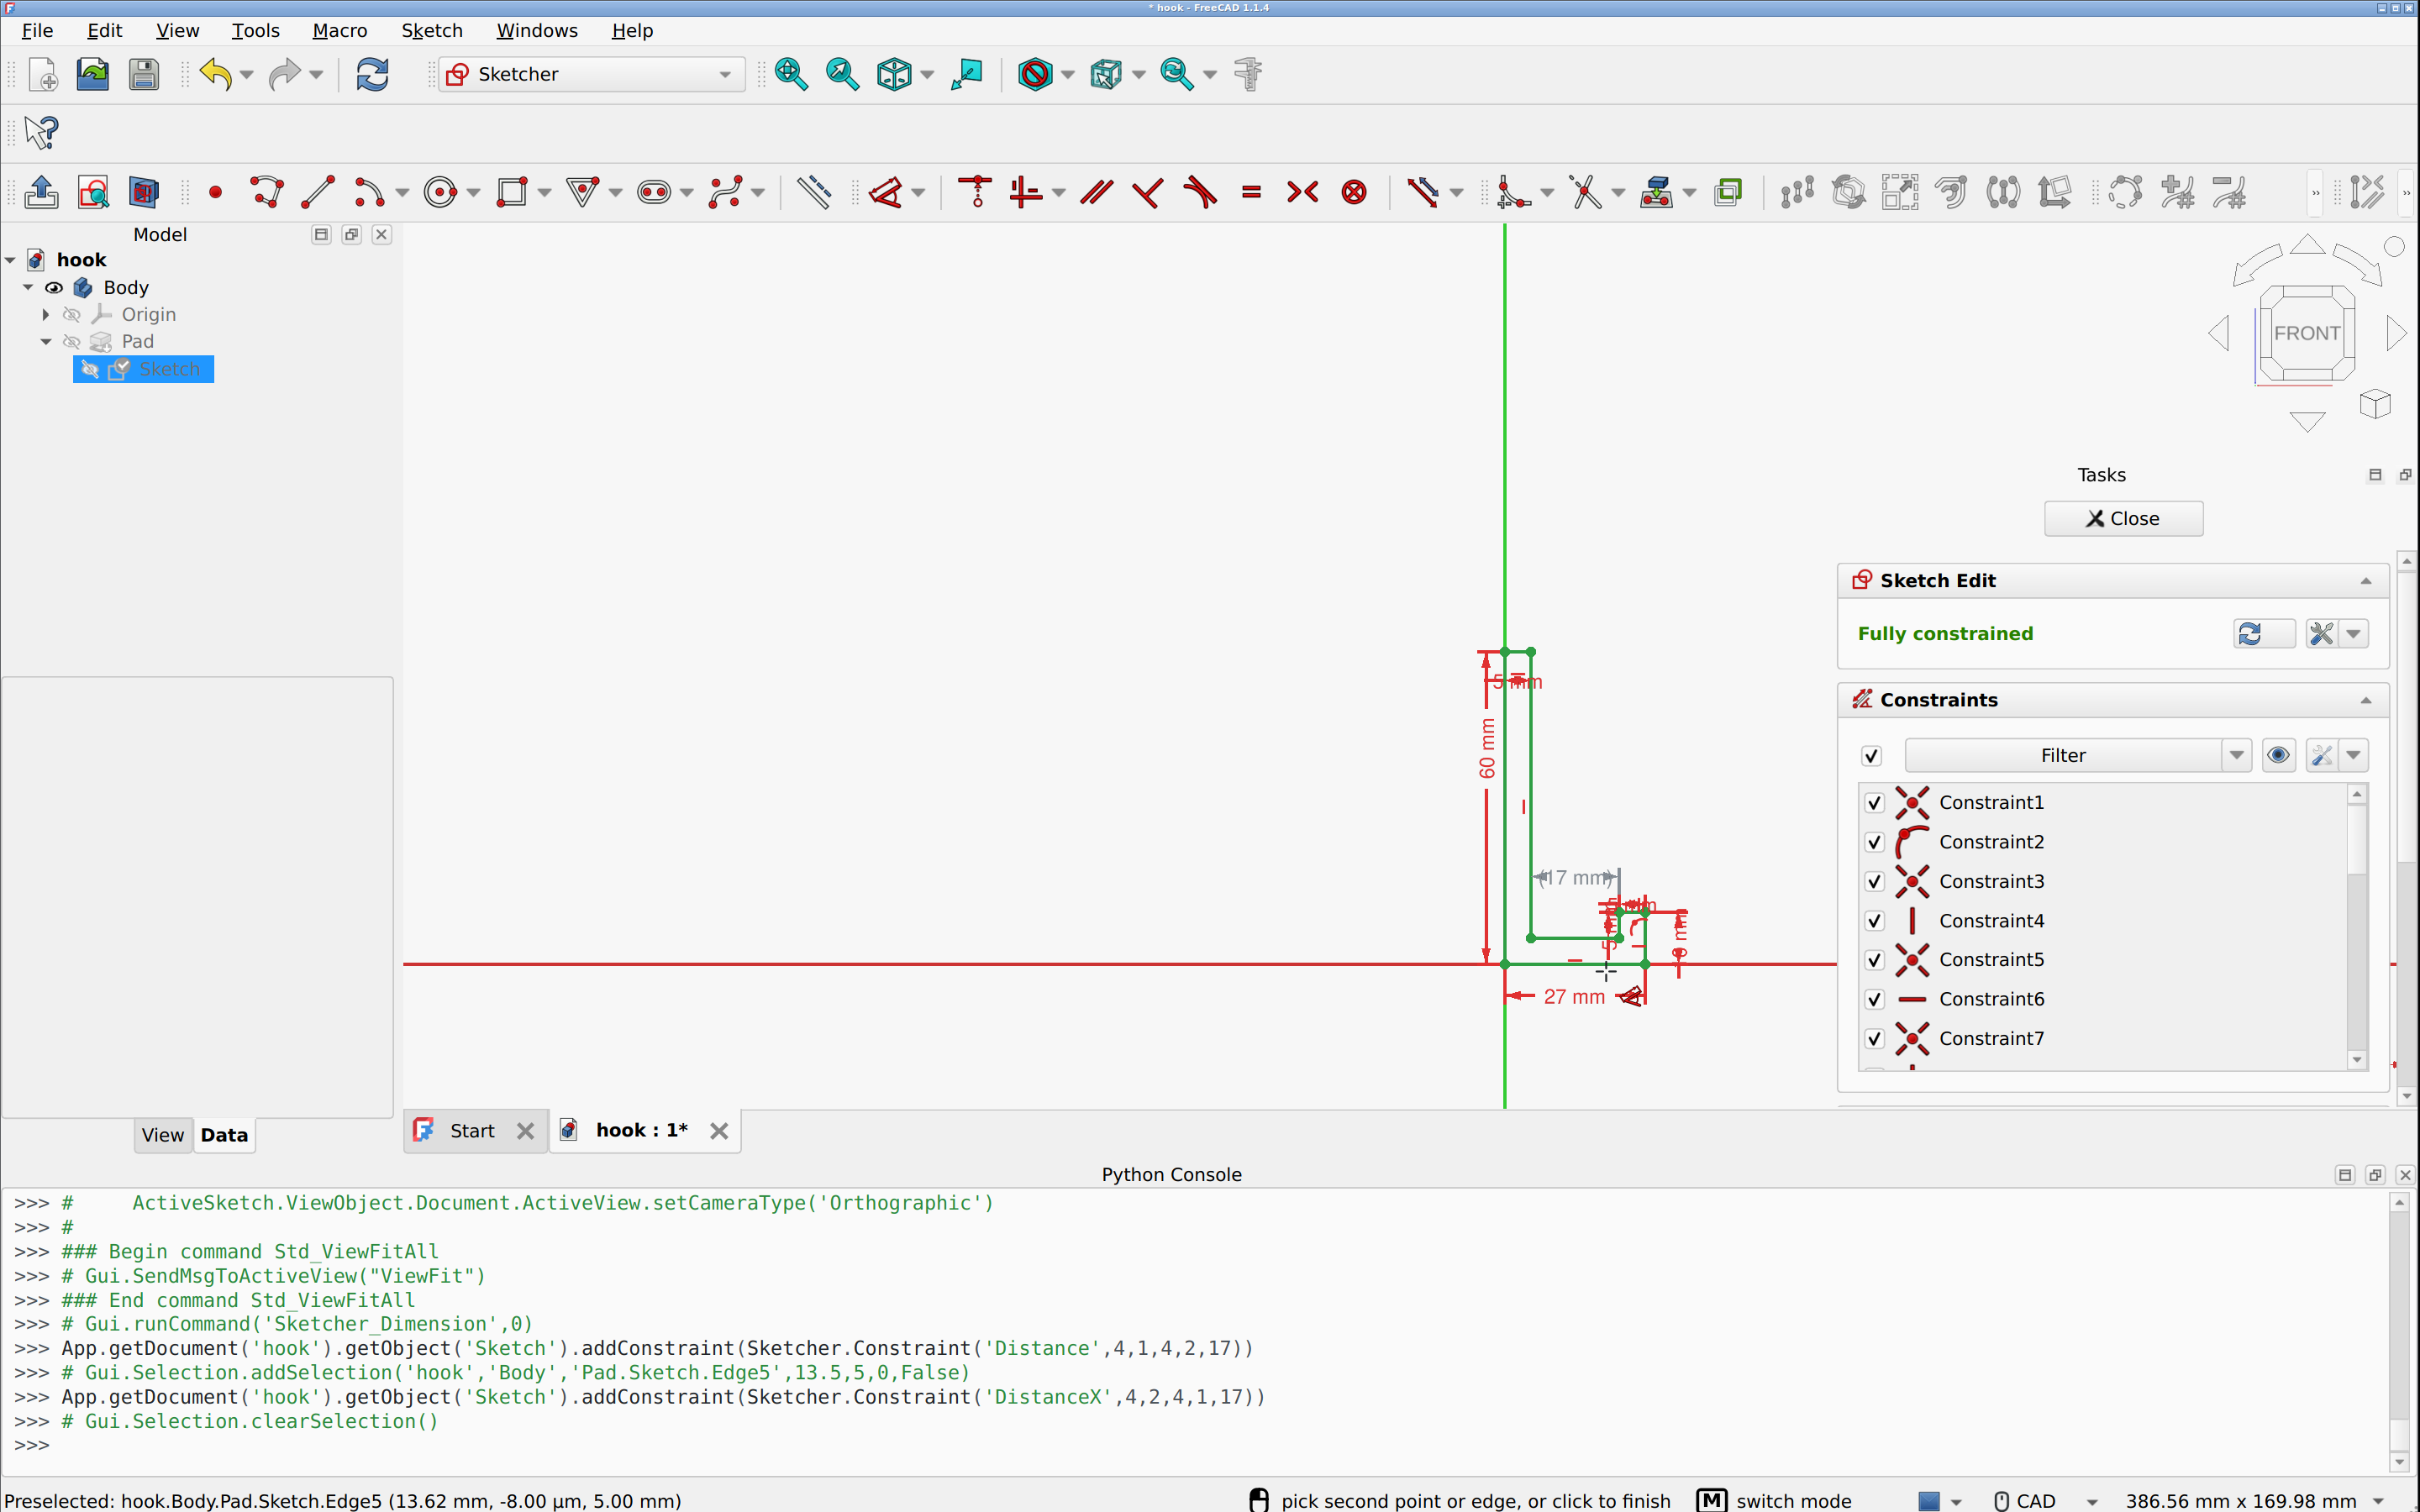 * hook - FreeCAD 1.1.4
File Edit View Tools Macro Sketch Windows Help
Sketcher
Model
hook
Body
Origin
Pad
Sketch
FRONT
Tasks
Close
Sketch Edit
Fully constrained
Constraints
Filter
Constraint1
Constraint2
Constraint3
Constraint4
Constraint5
Constraint6
Constraint7
5 mm
60 mm
(17 mm)
27 mm
View Data
Start
hook : 1*
Python Console
>>> #     ActiveSketch.ViewObject.Document.ActiveView.setCameraType('Orthographic')
>>> #
>>> ### Begin command Std_ViewFitAll
>>> # Gui.SendMsgToActiveView("ViewFit")
>>> ### End command Std_ViewFitAll
>>> # Gui.runCommand('Sketcher_Dimension',0)
>>> App.getDocument('hook').getObject('Sketch').addConstraint(Sketcher.Constraint('Distance',4,1,4,2,17))
>>> # Gui.Selection.addSelection('hook','Body','Pad.Sketch.Edge5',13.5,5,0,False)
>>> App.getDocument('hook').getObject('Sketch').addConstraint(Sketcher.Constraint('DistanceX',4,2,4,1,17))
>>> # Gui.Selection.clearSelection()
>>>
Preselected: hook.Body.Pad.Sketch.Edge5 (13.62 mm, -8.00 µm, 5.00 mm)
pick second point or edge, or click to finish M switch mode
CAD
386.56 mm x 169.98 mm